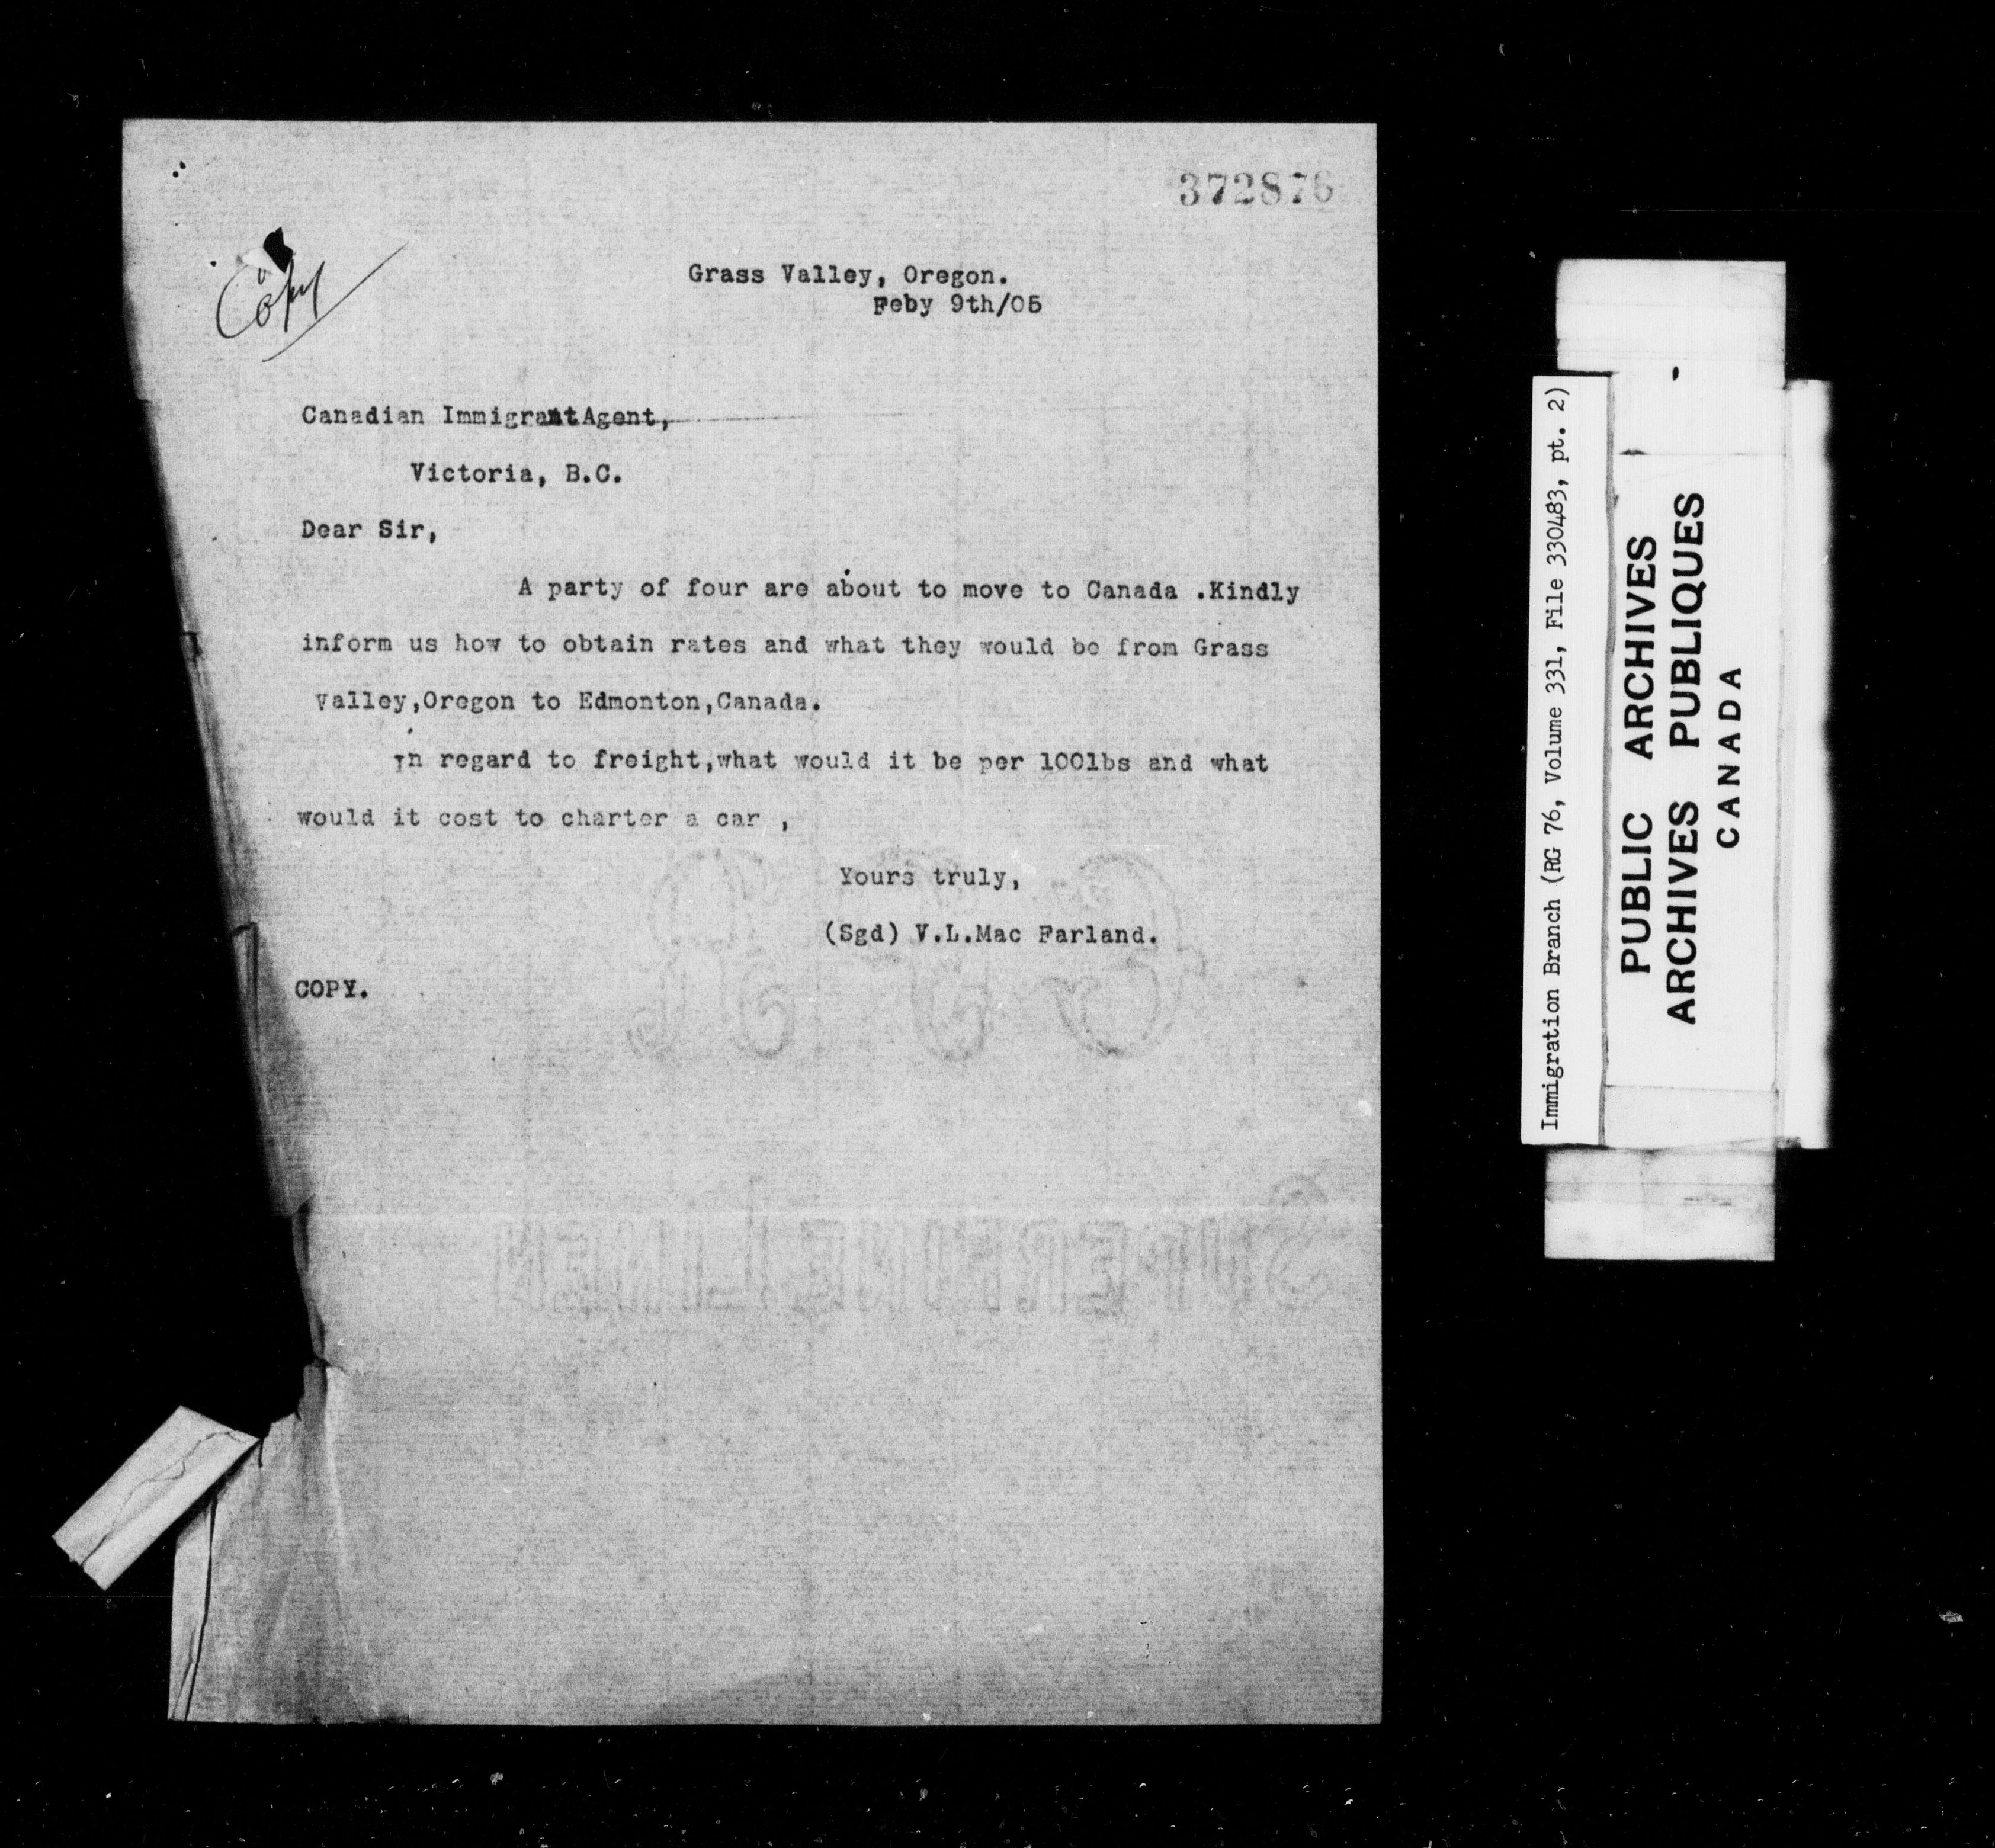 372876
Copy
Grass Valley, Oregon.
Feby 9th/05
Canadian Immigrant Agent,
Victoria, B.C.
Dear Sir,
A party of four are about to move to Canada .Kindly
inform us how to obtain rates and what they would be from Grass
Valley,Oregon to Edmonton,Canada.
In regard to freight,what would it be per 100lbs and what
would it cost to charter a car ,
Yours truly,
(Sgd) V.L.Mac Farland.
COPY.
SUPERFINE LINEN
Immigration Branch (RG 76, Volume 331, File 330483, pt. 2)
PUBLIC ARCHIVES
ARCHIVES PUBLIQUES
CANADA